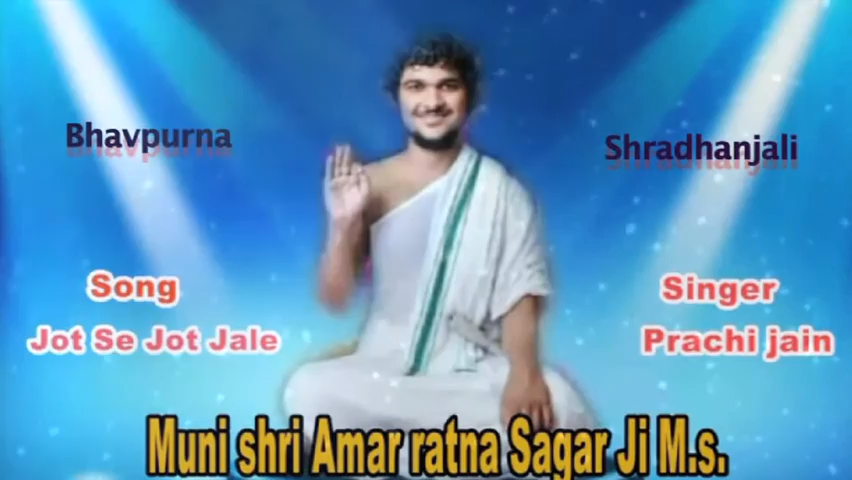 Bhavpurna
Shradhanjali
Song
Jot Se Jot Jale
Singer
Prachi jain
Muni shri Amar ratna Sagar Ji M.s.